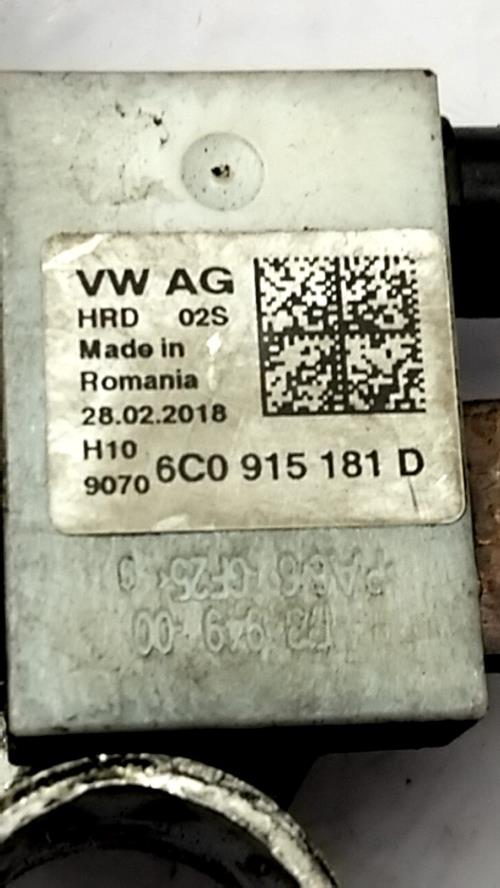 VW AG
HRD 02S
Made in
Romania
28.02.2018
H10
9070 6C0 915 181 D